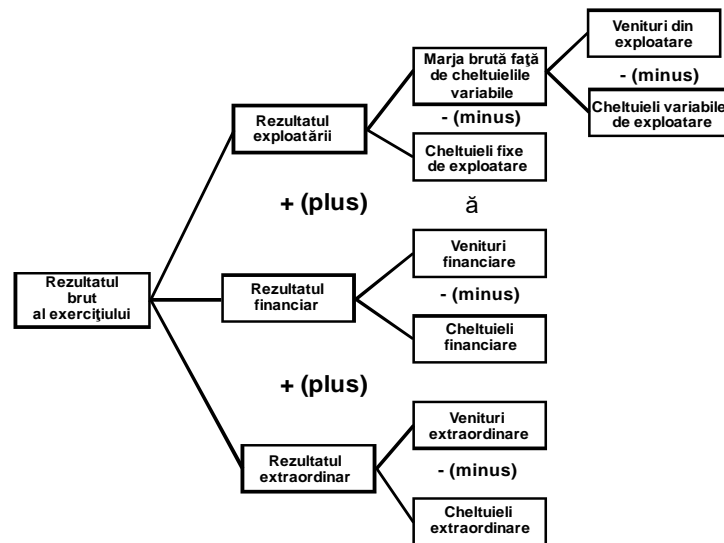 Venituri din
exploatare
- (minus)
Cheltuieli variabile
de exploatare
Marja brută faţă
de cheltuielile
variabile
- (minus)
Cheltuieli fixe
de exploatare
Rezultatul
exploatării
+ (plus)
ă
Venituri
financiare
- (minus)
Cheltuieli
financiare
Rezultatul
financiar
Rezultatul
brut
al exerciţiului
+ (plus)
Venituri
extraordinare
- (minus)
Cheltuieli
extraordinare
Rezultatul
extraordinar